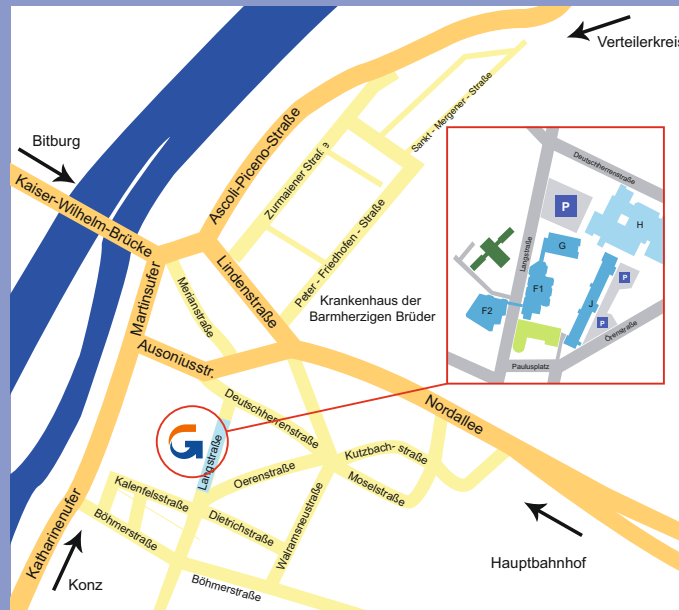 Verteilerkreis
Bitburg
Kaiser-Wilhelm-Brücke
Ascoli-Piceno-Straße
Zurmaiener Straße
Sankt - Mergener - Straße
Peter - Friedhofen - Straße
Lindenstraße
Merianstraße
Martinsufer
Ausoniusstr.
Krankenhaus der
Barmherzigen Brüder
Deutschherrenstraße
P
H
G
Langstraße
F1
F2
J
P
P
Orenstraße
Paulusplatz
Nordallee
Deutschherrenstraße
G
Langstraße
Oerenstraße
Kutzbach- straße
Moselstraße
Kalenfelsstraße
Dietrichstraße
Walramsneustraße
Böhmerstraße
Böhmerstraße
Katharinenufer
Konz
Hauptbahnhof